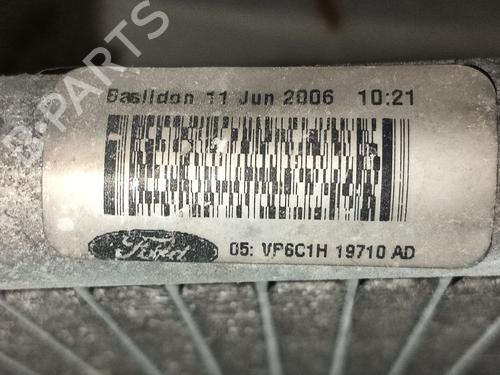 Basildon 11 Jun 2006 10:21
Ford
05: VP6C1H 19710 AD
B-PARTS